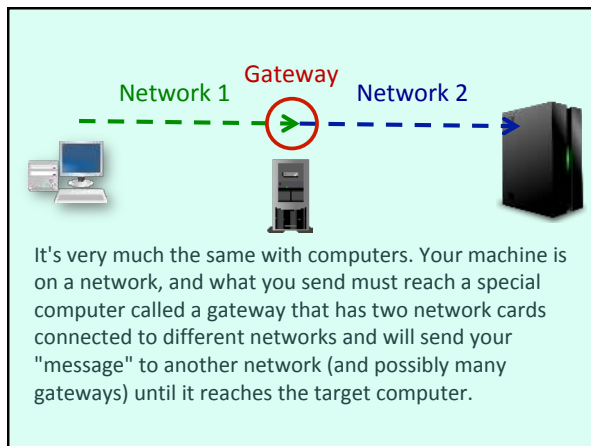 Gateway
Network 1
Network 2
It's very much the same with computers. Your machine is
on a network, and what you send must reach a special
computer called a gateway that has two network cards
connected to different networks and will send your
"message" to another network (and possibly many
gateways) until it reaches the target computer.